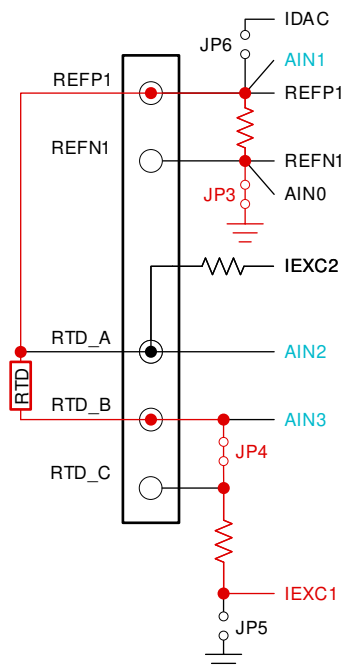 IDAC
JP6
AIN1
REFP1
REFP1
REFN1
REFN1
JP3
AIN0
IEXC2
RTD_A
AIN2
RTD
RTD_B
AIN3
JP4
RTD_C
IEXC1
JP5